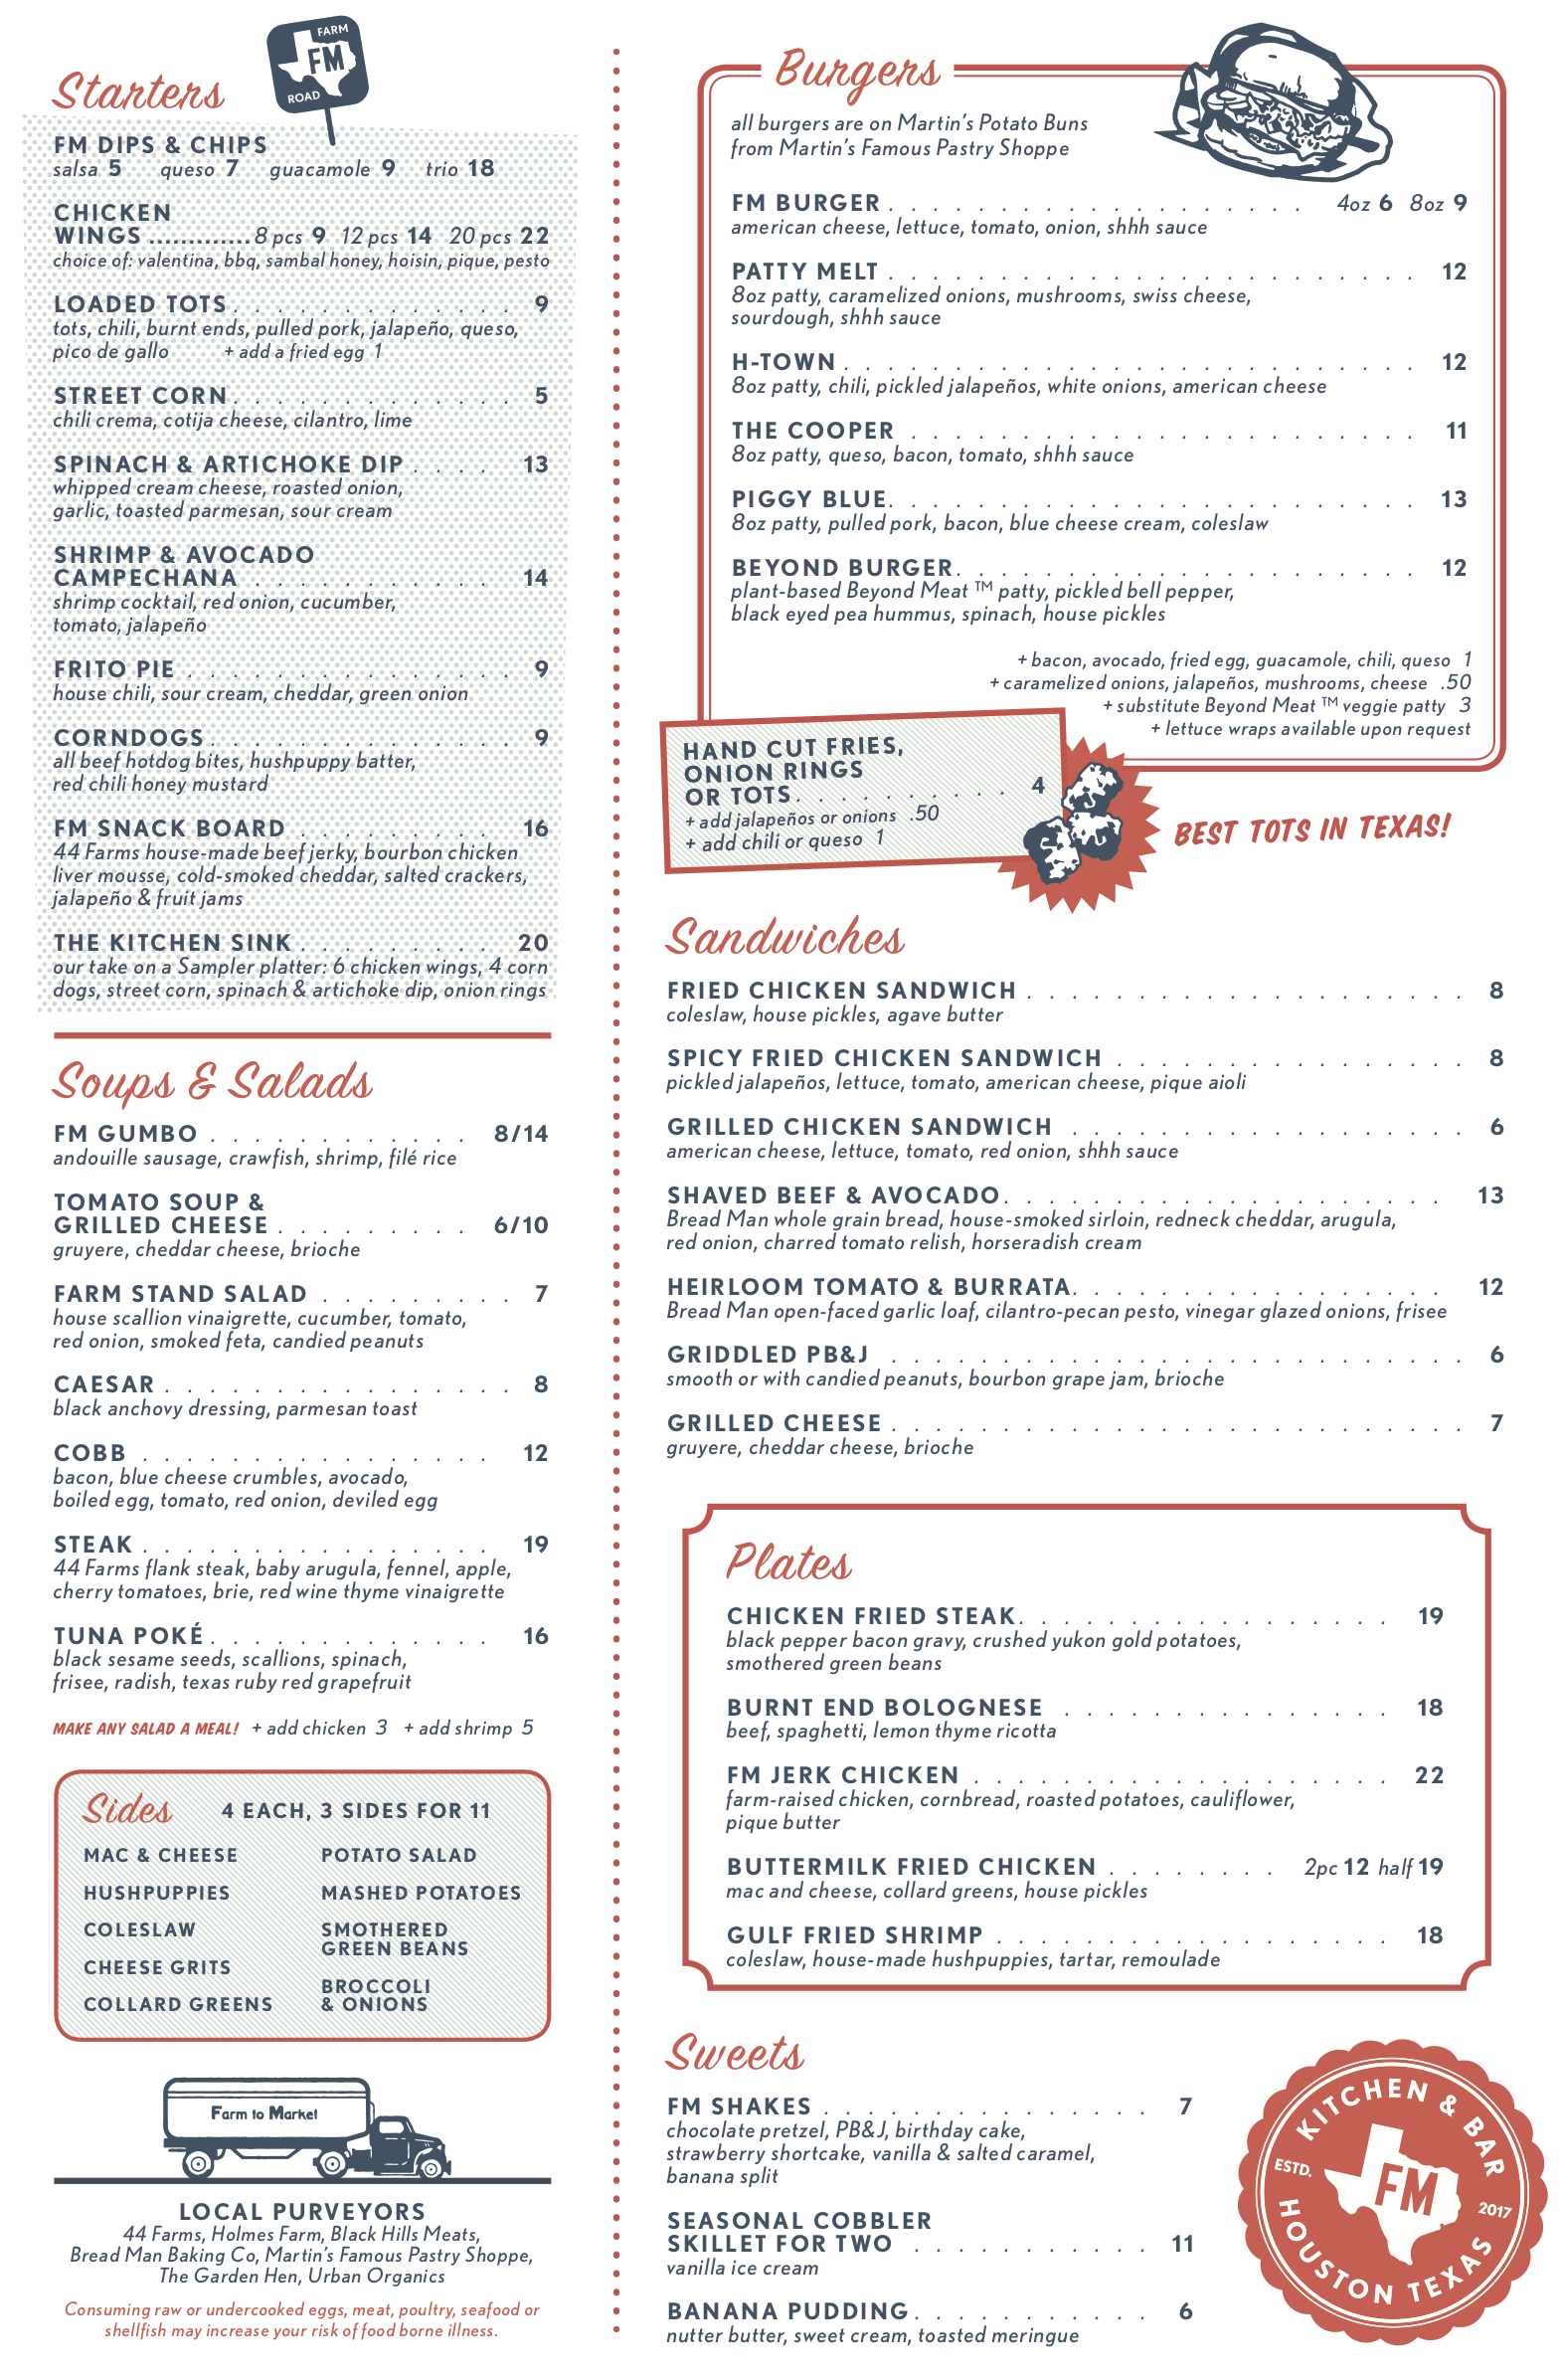 FARM
FM
ROAD
Starters
FM DIPS & CHIPS
salsa 5 queso 7 guacamole 9 trio 18
CHICKEN
WINGS .............8 pcs 9 12 pcs 14 20 pcs 22
choice of: valentina, bbq, sambal honey, hoisin, pique, pesto
LOADED TOTS . . . . . . . . . . . . . 9
tots, chili, burnt ends, pulled pork, jalapeño, queso,
pico de gallo + add a fried egg 1
STREET CORN . . . . . . . . . . . . . 5
chili crema, cotija cheese, cilantro, lime
SPINACH & ARTICHOKE DIP . . . . 13
whipped cream cheese, roasted onion,
garlic, toasted parmesan, sour cream
SHRIMP & AVOCADO
CAMPECHANA . . . . . . . . . . . 14
shrimp cocktail, red onion, cucumber,
tomato, jalapeño
FRITO PIE . . . . . . . . . . . . . . . 9
house chili, sour cream, cheddar, green onion
CORNDOGS . . . . . . . . . . . . . . 9
all beef hotdog bites, hushpuppy batter,
red chili honey mustard
FM SNACK BOARD . . . . . . . . . 16
44 Farms house-made beef jerky, bourbon chicken
liver mousse, cold-smoked cheddar, salted crackers,
jalapeño & fruit jams
THE KITCHEN SINK . . . . . . . . . 20
our take on a Sampler platter: 6 chicken wings, 4 corn
dogs, street corn, spinach & artichoke dip, onion rings
Soups & Salads
FM GUMBO . . . . . . . . . . . . 8/14
andouille sausage, crawfish, shrimp, filé rice
TOMATO SOUP &
GRILLED CHEESE . . . . . . . . . 6/10
gruyere, cheddar cheese, brioche
FARM STAND SALAD . . . . . . . . . 7
house scallion vinaigrette, cucumber, tomato,
red onion, smoked feta, candied peanuts
CAESAR . . . . . . . . . . . . . . . . 8
black anchovy dressing, parmesan toast
COBB . . . . . . . . . . . . . . . . 12
bacon, blue cheese crumbles, avocado,
boiled egg, tomato, red onion, deviled egg
STEAK . . . . . . . . . . . . . . . . 19
44 Farms flank steak, baby arugula, fennel, apple,
cherry tomatoes, brie, red wine thyme vinaigrette
TUNA POKÉ . . . . . . . . . . . . . 16
black sesame seeds, scallions, spinach,
frisee, radish, texas ruby red grapefruit
MAKE ANY SALAD A MEAL! + add chicken 3 + add shrimp 5
Sides 4 EACH, 3 SIDES FOR 11
MAC & CHEESE
HUSHPUPPIES
COLESLAW
CHEESE GRITS
COLLARD GREENS
POTATO SALAD
MASHED POTATOES
SMOTHERED
GREEN BEANS
BROCCOLI
& ONIONS
Farm to Market
LOCAL PURVEYORS
44 Farms, Holmes Farm, Black Hills Meats,
Bread Man Baking Co, Martin's Famous Pastry Shoppe,
The Garden Hen, Urban Organics
Consuming raw or undercooked eggs, meat, poultry, seafood or
shellfish may increase your risk of food borne illness.
Burgers
all burgers are on Martin's Potato Buns
from Martin's Famous Pastry Shoppe
FM BURGER . . . . . . . . . . . . . . . . . . . 4oz 6 8oz 9
american cheese, lettuce, tomato, onion, shhh sauce
PATTY MELT . . . . . . . . . . . . . . . . . . . . . . . . 12
8oz patty, caramelized onions, mushrooms, swiss cheese,
sourdough, shhh sauce
H-TOWN . . . . . . . . . . . . . . . . . . . . . . . . . . 12
8oz patty, chili, pickled jalapeños, white onions, american cheese
THE COOPER . . . . . . . . . . . . . . . . . . . . . . . 11
8oz patty, queso, bacon, tomato, shhh sauce
PIGGY BLUE . . . . . . . . . . . . . . . . . . . . . . . . 13
8oz patty, pulled pork, bacon, blue cheese cream, coleslaw
BEYOND BURGER . . . . . . . . . . . . . . . . . . . . . 12
plant-based Beyond Meat ™ patty, pickled bell pepper,
black eyed pea hummus, spinach, house pickles
+ bacon, avocado, fried egg, guacamole, chili, queso 1
+ caramelized onions, jalapeños, mushrooms, cheese .50
+ substitute Beyond Meat ™ veggie patty 3
+ lettuce wraps available upon request
HAND CUT FRIES,
ONION RINGS
OR TOTS . . . . . . . . . . 4
+ add jalapeños or onions .50
+ add chili or queso 1
BEST TOTS IN TEXAS!
Sandwiches
FRIED CHICKEN SANDWICH . . . . . . . . . . . . . . . . . . . . 8
coleslaw, house pickles, agave butter
SPICY FRIED CHICKEN SANDWICH . . . . . . . . . . . . . . . . 8
pickled jalapeños, lettuce, tomato, american cheese, pique aioli
GRILLED CHICKEN SANDWICH . . . . . . . . . . . . . . . . . . 6
american cheese, lettuce, tomato, red onion, shhh sauce
SHAVED BEEF & AVOCADO . . . . . . . . . . . . . . . . . . . . 13
Bread Man whole grain bread, house-smoked sirloin, redneck cheddar, arugula,
red onion, charred tomato relish, horseradish cream
HEIRLOOM TOMATO & BURRATA . . . . . . . . . . . . . . . . . 12
Bread Man open-faced garlic loaf, cilantro-pecan pesto, vinegar glazed onions, frisee
GRIDDLED PB&J . . . . . . . . . . . . . . . . . . . . . . . . . . 6
smooth or with candied peanuts, bourbon grape jam, brioche
GRILLED CHEESE . . . . . . . . . . . . . . . . . . . . . . . . . . 7
gruyere, cheddar cheese, brioche
Plates
CHICKEN FRIED STEAK . . . . . . . . . . . . . . . . . 19
black pepper bacon gravy, crushed yukon gold potatoes,
smothered green beans
BURNT END BOLOGNESE . . . . . . . . . . . . . . . 18
beef, spaghetti, lemon thyme ricotta
FM JERK CHICKEN . . . . . . . . . . . . . . . . . . . 22
farm-raised chicken, cornbread, roasted potatoes, cauliflower,
pique butter
BUTTERMILK FRIED CHICKEN . . . . . . . . 2pc 12 half 19
mac and cheese, collard greens, house pickles
GULF FRIED SHRIMP . . . . . . . . . . . . . . . . . . 18
coleslaw, house-made hushpuppies, tartar, remoulade
Sweets
FM SHAKES . . . . . . . . . . . . . . . 7
chocolate pretzel, PB&J, birthday cake,
strawberry shortcake, vanilla & salted caramel,
banana split
SEASONAL COBBLER
SKILLET FOR TWO . . . . . . . . . . . 11
vanilla ice cream
BANANA PUDDING . . . . . . . . . . . 6
nutter butter, sweet cream, toasted meringue
KITCHEN & BAR
ESTD.
FM
2017
HOUSTON TEXAS